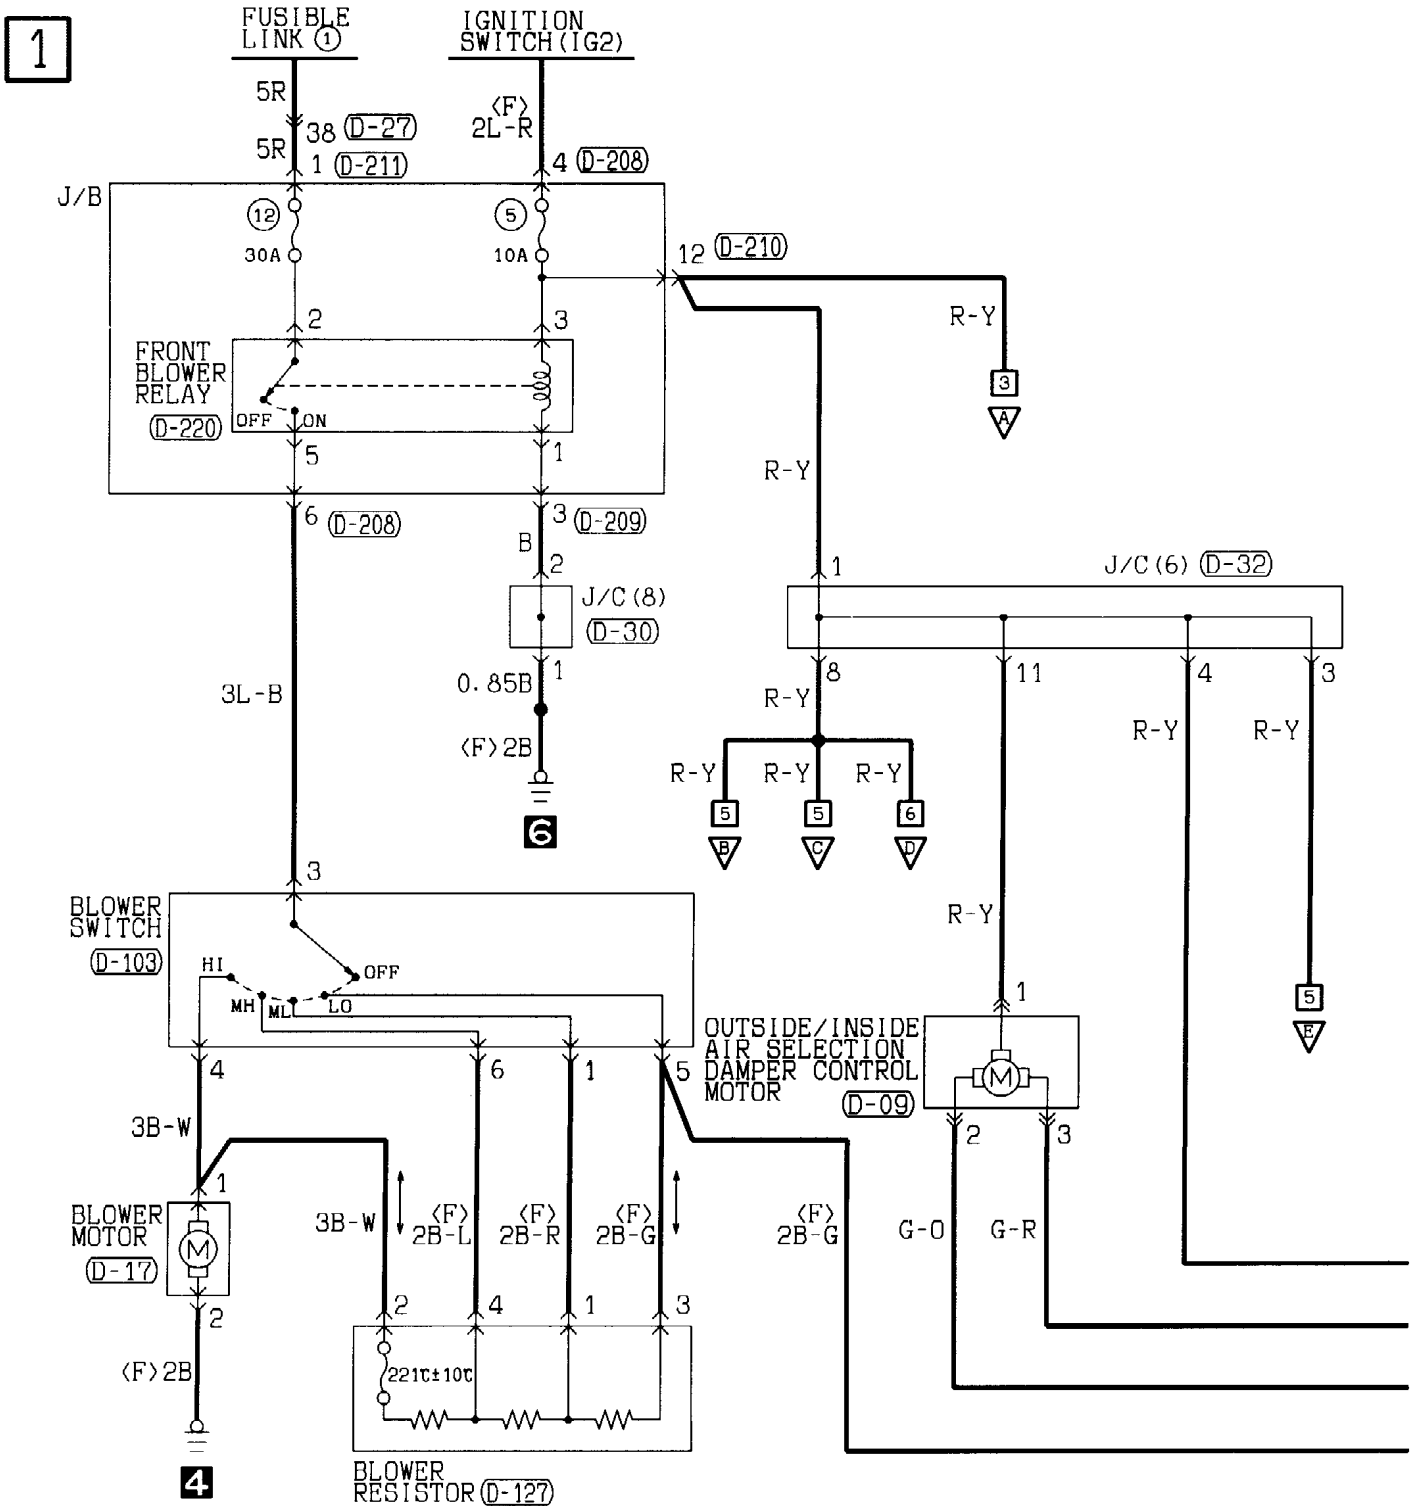 1
FUSIBLE
LINK ①
IGNITION
SWITCH(IG2)
5R
〈F〉
2L-R
38 (D-27)
5R
1 (D-211)
4 (D-208)
J/B
12
5
30A
10A
12 (D-210)
R-Y
2
3
3
A
FRONT
BLOWER
RELAY
(D-220)
OFF
ON
5
1
R-Y
6 (D-208)
3 (D-209)
B
2
J/C(8)
(D-30)
1
J/C(6) (D-32)
1
0.85B
8
11
4
3
3L-B
R-Y
〈F〉2B
R-Y
R-Y
R-Y
R-Y
R-Y
5
5
6
6
B
C
D
3
BLOWER
SWITCH
(D-103)
HI
OFF
MH
ML
LO
R-Y
1
5
E
4
6
1
5
OUTSIDE/INSIDE
AIR SELECTION
DAMPER CONTROL
MOTOR
(D-09)
M
2
3
3B-W
1
BLOWER
MOTOR
(D-17)
M
2
3B-W
〈F〉
2B-L
〈F〉
2B-R
〈F〉
2B-G
〈F〉
2B-G
G-O
G-R
2
4
1
3
〈F〉2B
221℃±10℃
4
BLOWER
RESISTOR (D-127)